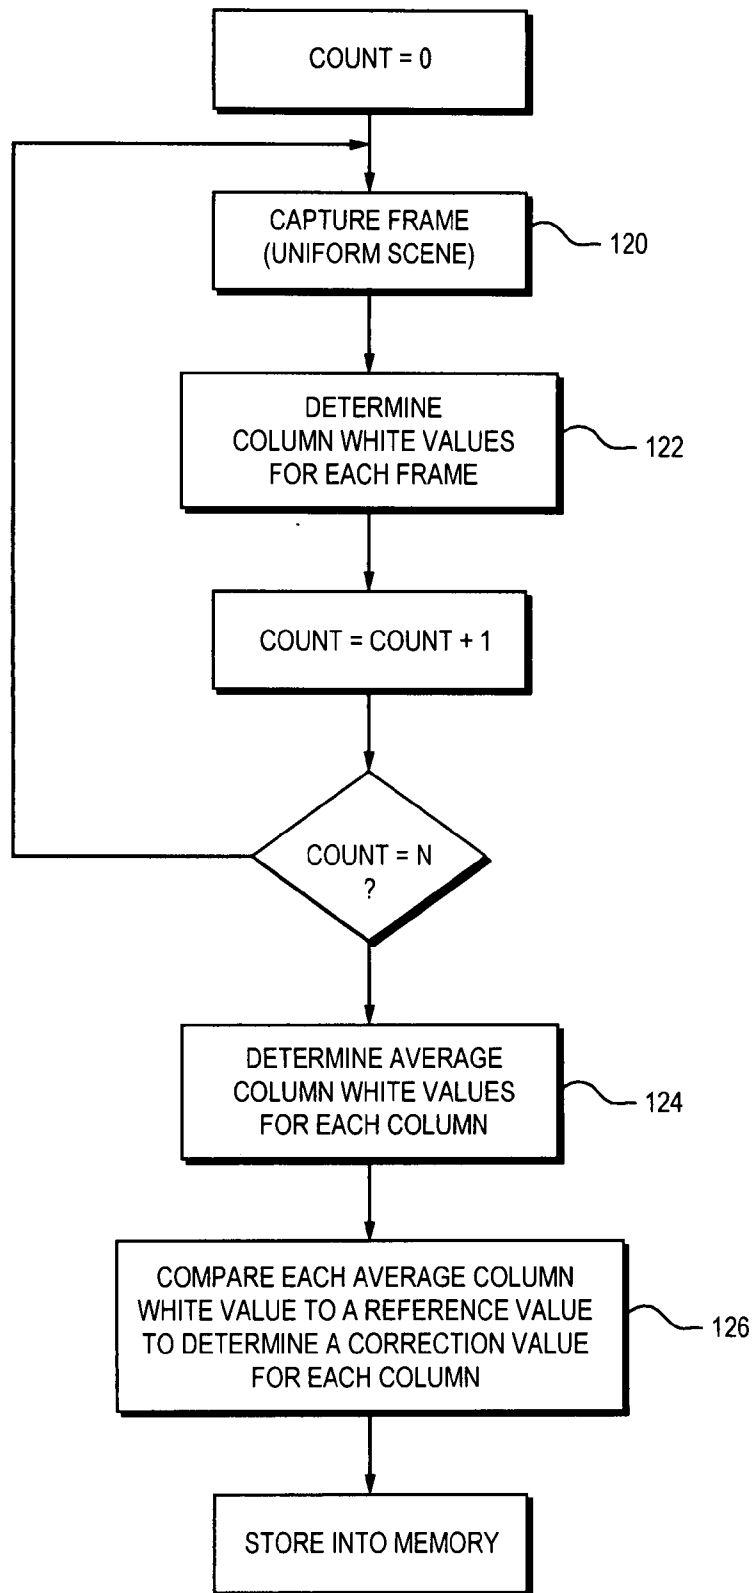 COUNT = 0
CAPTURE FRAME
(UNIFORM SCENE)
120
DETERMINE
COLUMN WHITE VALUES
FOR EACH FRAME
122
COUNT = COUNT + 1
COUNT = N
?
DETERMINE AVERAGE
COLUMN WHITE VALUES
FOR EACH COLUMN
124
COMPARE EACH AVERAGE COLUMN
WHITE VALUE TO A REFERENCE VALUE
TO DETERMINE A CORRECTION VALUE
FOR EACH COLUMN
126
STORE INTO MEMORY